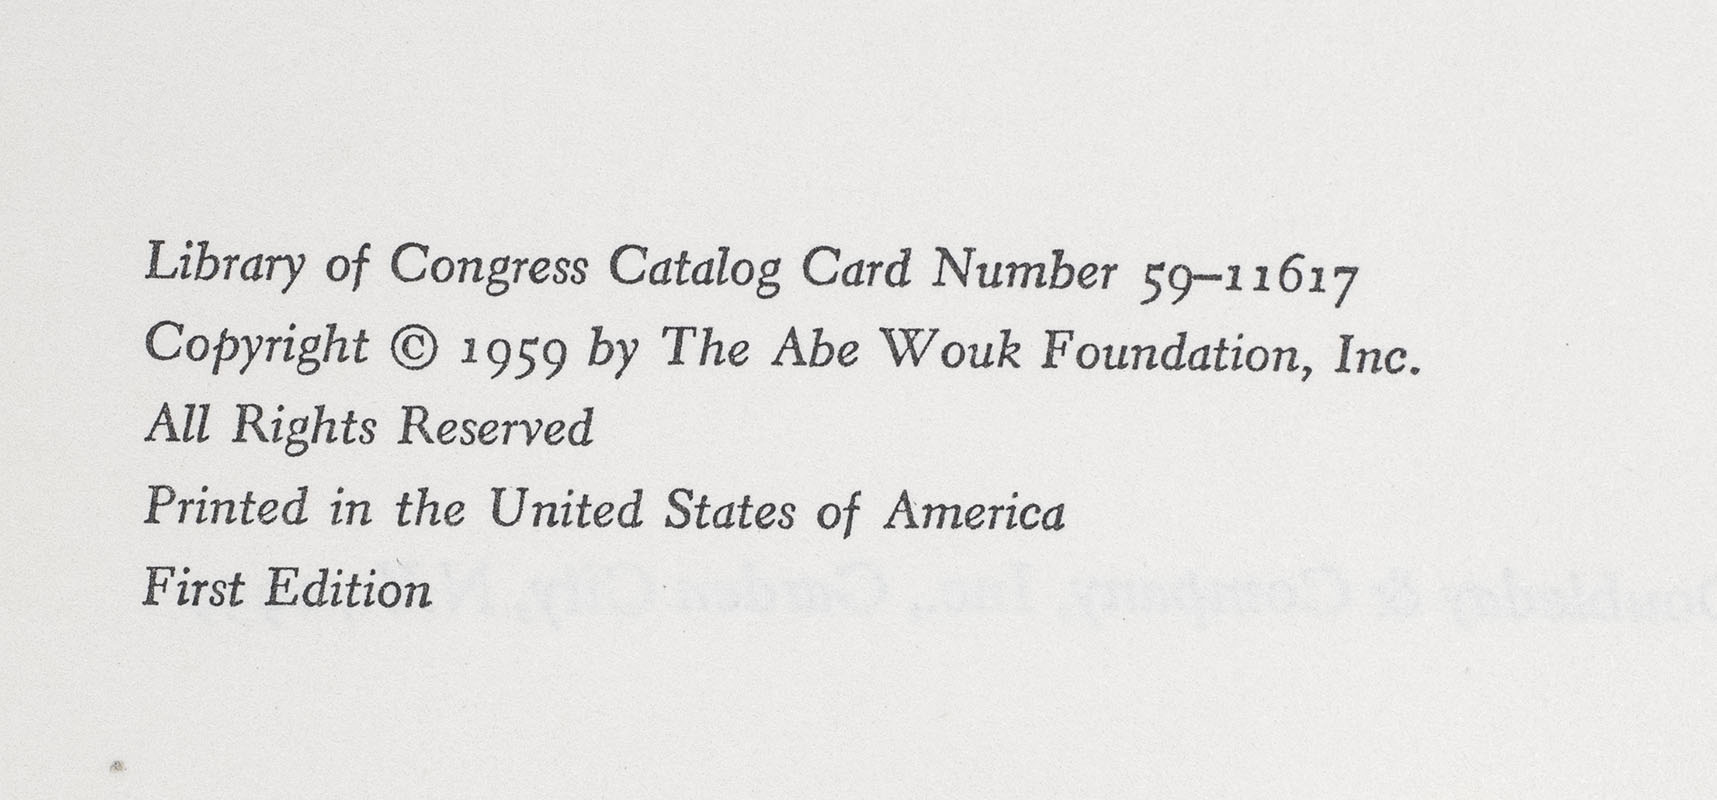 Library of Congress Catalog Card Number 59–11617
Copyright © 1959 by The Abe Wouk Foundation, Inc.
All Rights Reserved
Printed in the United States of America
First Edition